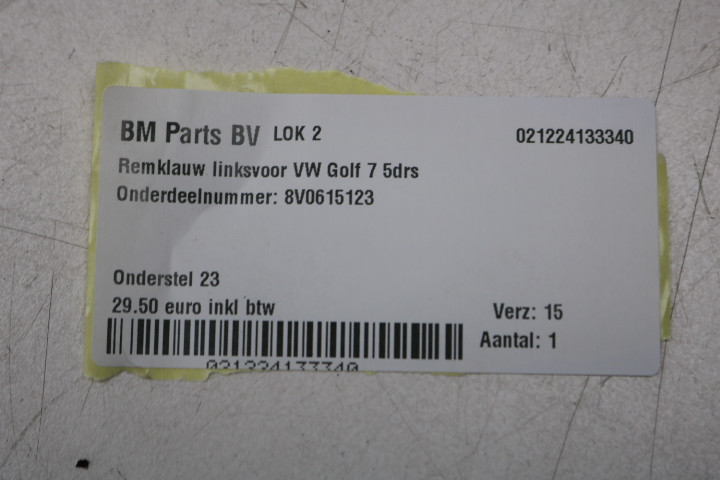 BM Parts BV LOK 2 021224133340
Remklauw linksvoor VW Golf 7 5drs
Onderdeelnummer: 8V0615123
Onderstel 23
29.50 euro inkl btw Verz: 15
Aantal: 1
021224133340